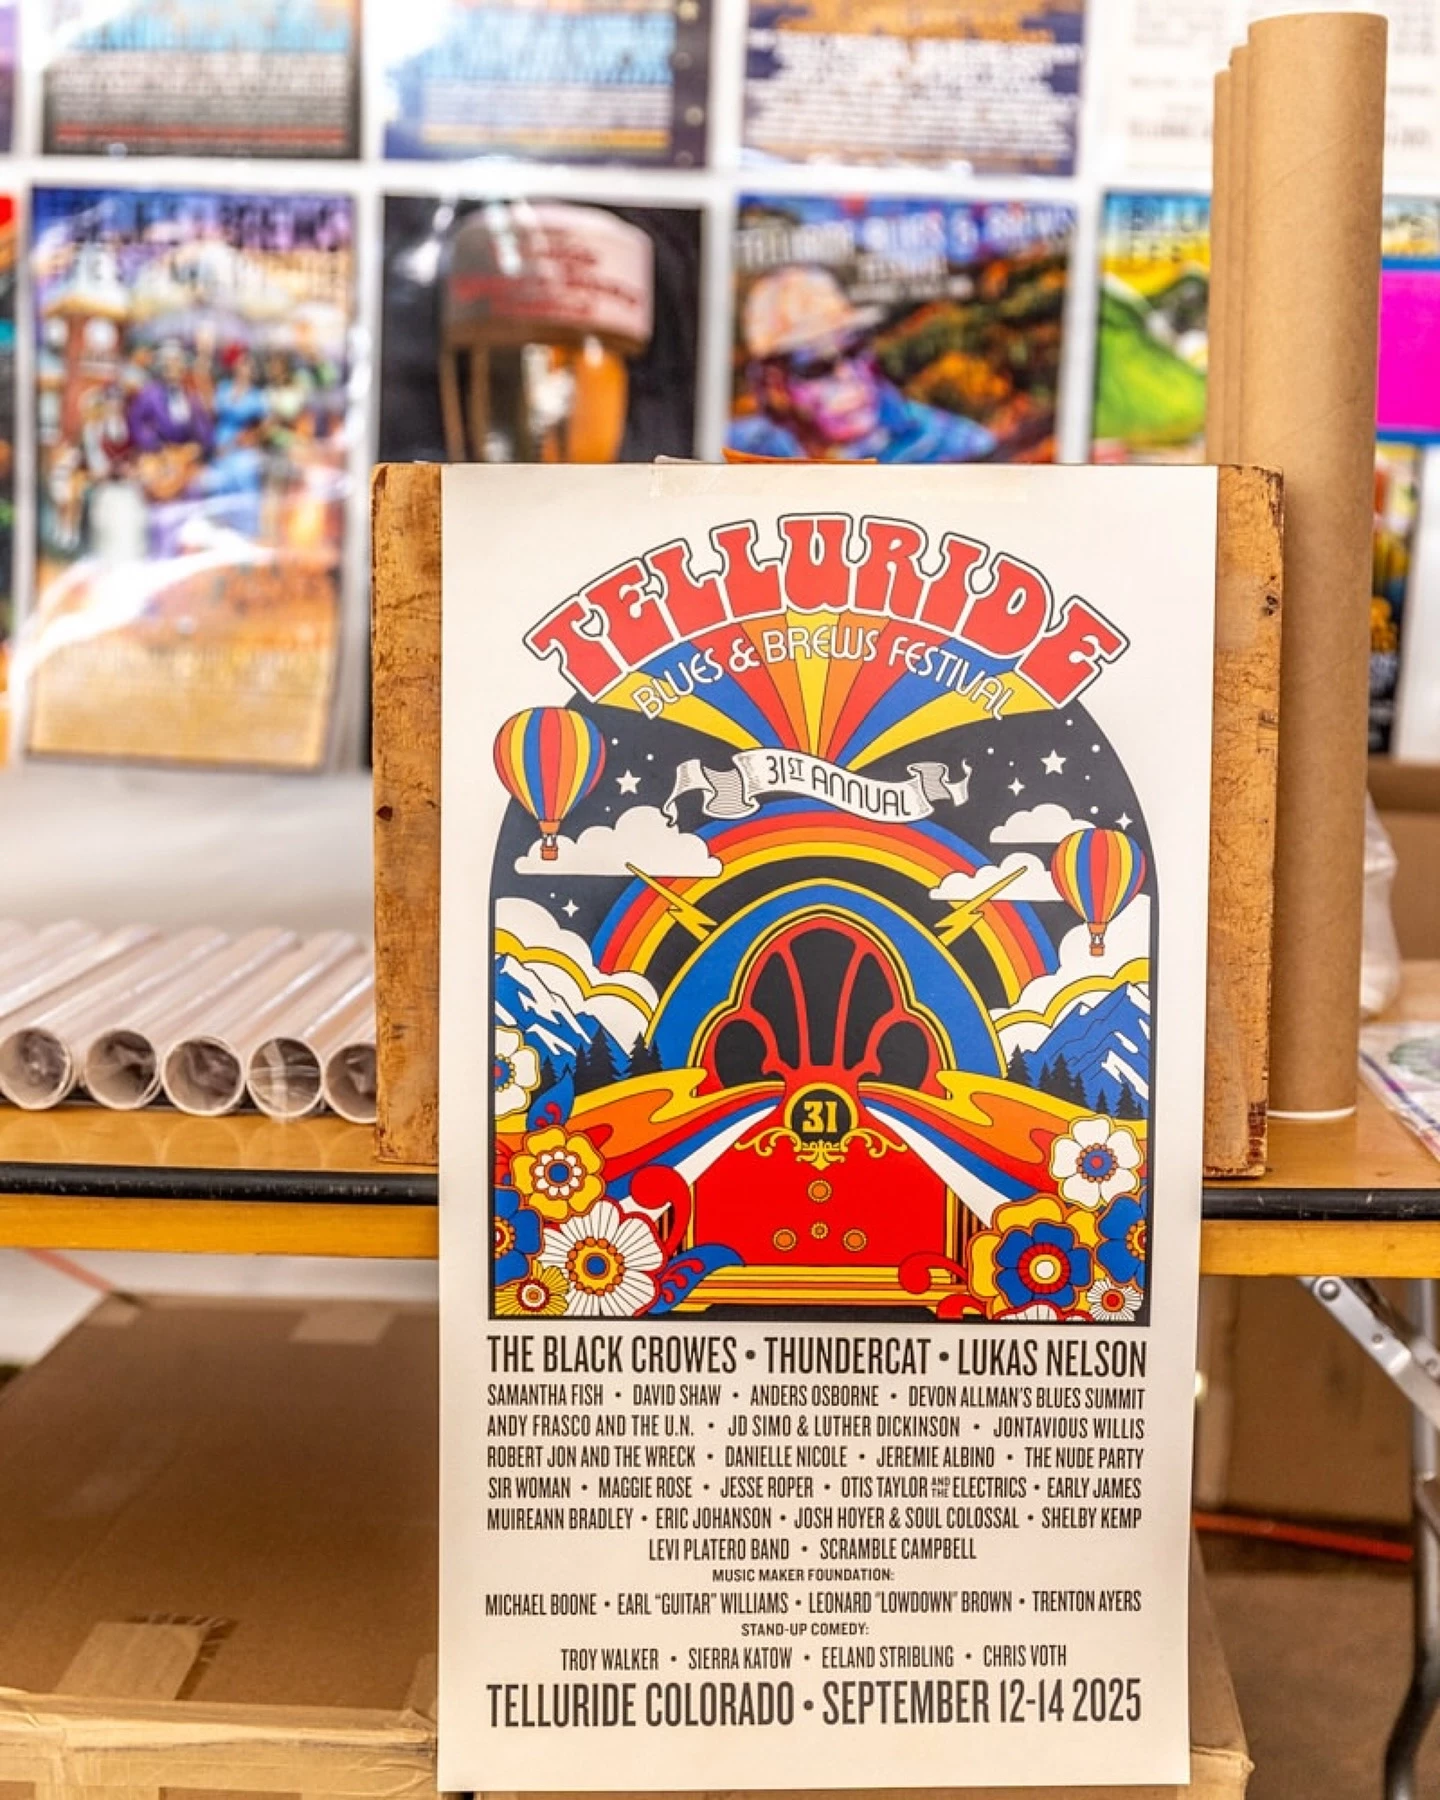 BLUES & BREWS
TELLURIDE BLUES & BREWS
TELLURIDE
BLUES & BREWS FESTIVAL
31ST ANNUAL
31
THE BLACK CROWES • THUNDERCAT • LUKAS NELSON
SAMANTHA FISH • DAVID SHAW • ANDERS OSBORNE • DEVON ALLMAN'S BLUES SUMMIT
ANDY FRASCO AND THE U.N. • JD SIMO & LUTHER DICKINSON • JONTAVIOUS WILLIS
ROBERT JON AND THE WRECK • DANIELLE NICOLE • JEREMIE ALBINO • THE NUDE PARTY
SIR WOMAN • MAGGIE ROSE • JESSE ROPER • OTIS TAYLOR AND THE ELECTRICS • EARLY JAMES
MUIREANN BRADLEY • ERIC JOHANSON • JOSH HOYER & SOUL COLOSSAL • SHELBY KEMP
LEVI PLATERO BAND • SCRAMBLE CAMPBELL
MUSIC MAKER FOUNDATION:
MICHAEL BOONE • EARL "GUITAR" WILLIAMS • LEONARD "LOWDOWN" BROWN • TRENTON AYERS
STAND-UP COMEDY:
TROY WALKER • SIERRA KATOW • EELAND STRIBLING • CHRIS VOTH
TELLURIDE COLORADO • SEPTEMBER 12-14 2025